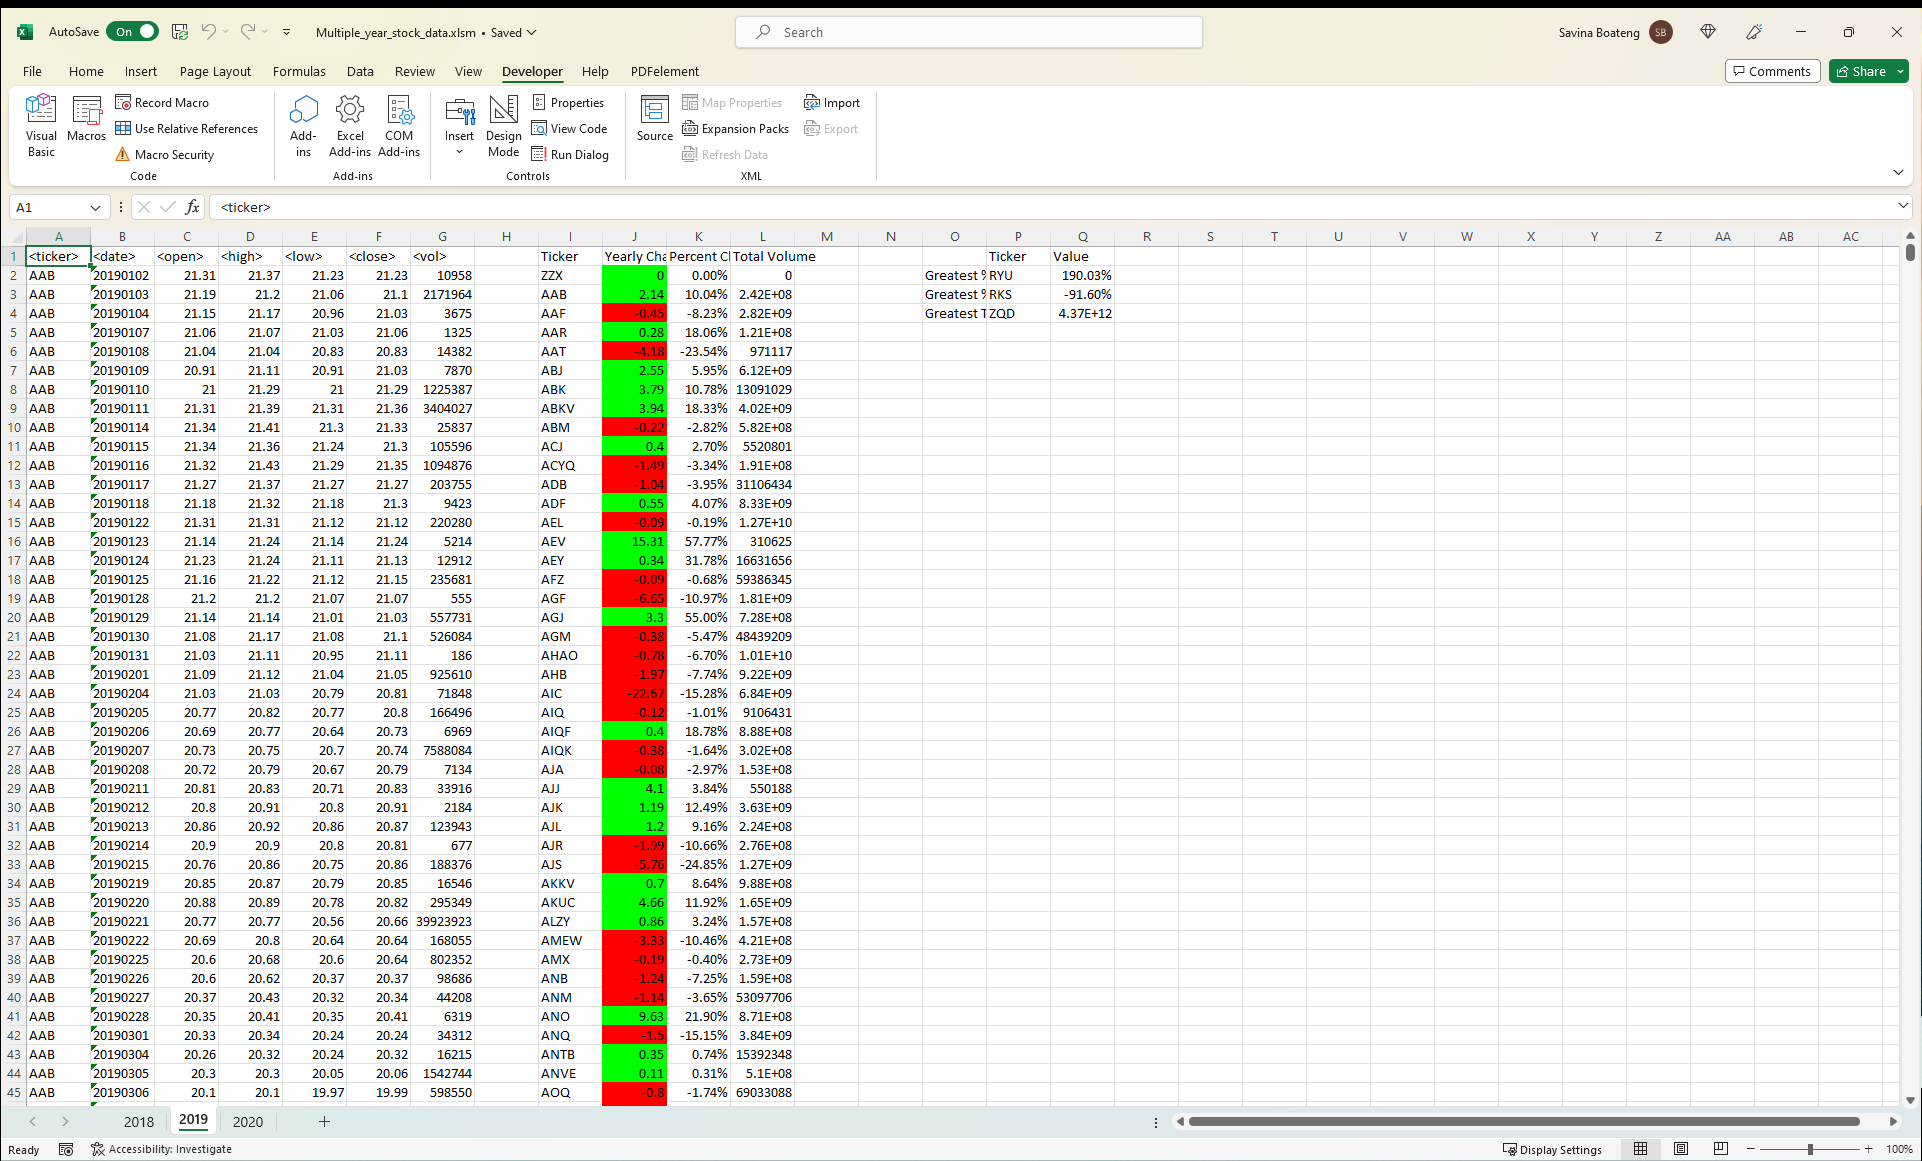 AutoSave On Multiple_year_stock_data.xlsm • Saved Search Savina Boateng SB
File Home Insert Page Layout Formulas Data Review View Developer Help PDFelement Comments Share
Visual Basic Macros Record Macro Use Relative References Macro Security Code
Add-ins Excel Add-ins COM Add-ins Add-ins
Insert Design Mode Properties View Code Run Dialog Controls
Source Map Properties Expansion Packs Refresh Data Import Export XML
A1 fx <ticker>
A B C D E F G H I J K L M N O P Q R S T U V W X Y Z AA AB AC
1 <ticker> <date> <open> <high> <low> <close> <vol> Ticker Yearly Cha Percent Cl Total Volume Ticker Value
2 AAB 20190102 21.31 21.37 21.23 21.23 10958 ZZX 0 0.00% 0 Greatest % RYU 190.03%
3 AAB 20190103 21.19 21.2 21.06 21.1 2171964 AAB 2.14 10.04% 2.42E+08 Greatest % RKS -91.60%
4 AAB 20190104 21.15 21.17 20.96 21.03 3675 AAF -0.45 -8.23% 2.82E+09 Greatest T ZQD 4.37E+12
5 AAB 20190107 21.06 21.07 21.03 21.06 1325 AAR 0.28 18.06% 1.21E+08
6 AAB 20190108 21.04 21.04 20.83 20.83 14382 AAT -4.18 -23.54% 971117
7 AAB 20190109 20.91 21.11 20.91 21.03 7870 ABJ 2.55 5.95% 6.12E+09
8 AAB 20190110 21 21.29 21 21.29 1225387 ABK 3.79 10.78% 13091029
9 AAB 20190111 21.31 21.39 21.31 21.36 3404027 ABKV 3.94 18.33% 4.02E+09
10 AAB 20190114 21.34 21.41 21.3 21.33 25837 ABM -0.22 -2.82% 5.82E+08
11 AAB 20190115 21.34 21.36 21.24 21.3 105596 ACJ 0.4 2.70% 5520801
12 AAB 20190116 21.32 21.43 21.29 21.35 1094876 ACYQ -1.49 -3.34% 1.91E+08
13 AAB 20190117 21.27 21.37 21.27 21.27 203755 ADB -1.04 -3.95% 31106434
14 AAB 20190118 21.18 21.32 21.18 21.3 9423 ADF 0.55 4.07% 8.33E+09
15 AAB 20190122 21.31 21.31 21.12 21.12 220280 AEL -0.09 -0.19% 1.27E+10
16 AAB 20190123 21.14 21.24 21.14 21.24 5214 AEV 15.31 57.77% 310625
17 AAB 20190124 21.23 21.24 21.11 21.13 12912 AEY 0.34 31.78% 16631656
18 AAB 20190125 21.16 21.22 21.12 21.15 235681 AFZ -0.09 -0.68% 59386345
19 AAB 20190128 21.2 21.2 21.07 21.07 555 AGF -6.65 -10.97% 1.81E+09
20 AAB 20190129 21.14 21.14 21.01 21.03 557731 AGJ 3.3 55.00% 7.28E+08
21 AAB 20190130 21.08 21.17 21.08 21.1 526084 AGM -0.38 -5.47% 48439209
22 AAB 20190131 21.03 21.11 20.95 21.11 186 AHAO -0.78 -6.70% 1.01E+10
23 AAB 20190201 21.09 21.12 21.04 21.05 925610 AHB -1.97 -7.74% 9.22E+09
24 AAB 20190204 21.03 21.03 20.79 20.81 71848 AIC -22.67 -15.28% 6.84E+09
25 AAB 20190205 20.77 20.82 20.77 20.8 166496 AIQ -0.12 -1.01% 9106431
26 AAB 20190206 20.69 20.77 20.64 20.73 6969 AIQF 0.4 18.78% 8.88E+08
27 AAB 20190207 20.73 20.75 20.7 20.74 7588084 AIQK -0.38 -1.64% 3.02E+08
28 AAB 20190208 20.72 20.79 20.67 20.79 7134 AJA -0.08 -2.97% 1.53E+08
29 AAB 20190211 20.81 20.83 20.71 20.83 33916 AJJ 4.1 3.84% 550188
30 AAB 20190212 20.8 20.91 20.8 20.91 2184 AJK 1.19 12.49% 3.63E+09
31 AAB 20190213 20.86 20.92 20.86 20.87 123943 AJL 1.2 9.16% 2.24E+08
32 AAB 20190214 20.9 20.9 20.8 20.81 677 AJR -1.99 -10.66% 2.76E+08
33 AAB 20190215 20.76 20.86 20.75 20.86 188376 AJS -5.76 -24.85% 1.27E+09
34 AAB 20190219 20.85 20.87 20.79 20.85 16546 AKKV 0.7 8.64% 9.88E+08
35 AAB 20190220 20.88 20.89 20.78 20.82 295349 AKUC 4.66 11.92% 1.65E+09
36 AAB 20190221 20.77 20.77 20.56 20.66 39923923 ALZY 0.86 3.24% 1.57E+08
37 AAB 20190222 20.69 20.8 20.64 20.64 168055 AMEW -3.33 -10.46% 4.21E+08
38 AAB 20190225 20.6 20.68 20.6 20.64 802352 AMX -0.19 -0.40% 2.73E+09
39 AAB 20190226 20.6 20.62 20.37 20.37 98686 ANB -1.24 -7.25% 1.59E+08
40 AAB 20190227 20.37 20.43 20.32 20.34 44208 ANM -1.14 -3.65% 53097706
41 AAB 20190228 20.35 20.41 20.35 20.41 6319 ANO 9.63 21.90% 8.71E+08
42 AAB 20190301 20.33 20.34 20.24 20.24 34312 ANQ -1.5 -15.15% 3.84E+09
43 AAB 20190304 20.26 20.32 20.24 20.32 16215 ANTB 0.35 0.74% 15392348
44 AAB 20190305 20.3 20.3 20.05 20.06 1542744 ANVE 0.11 0.31% 5.1E+08
45 AAB 20190306 20.1 20.1 19.97 19.99 598550 AOQ -0.8 -1.74% 69033088
2018 2019 2020
Ready Accessibility: Investigate Display Settings 100%